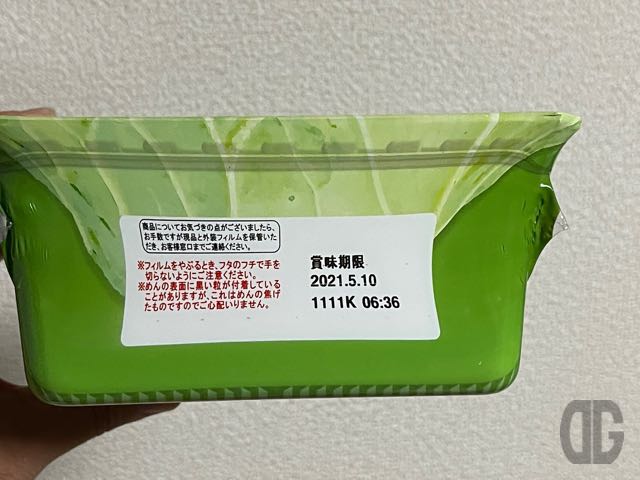 商品についてお気づきの点がございましたら、
お手数ですが現品と外装フィルムを保管いた
だき、お客様窓口までご連絡ください。
※フィルムをやぶるとき、フタのフチで手を
切らないようにご注意ください。
※めんの表面に黒い粒が付着している
ことがありますが、これはめんの焦げ
たものですのでご心配いりません。
賞味期限
2021.5.10
1111K 06:36
DG